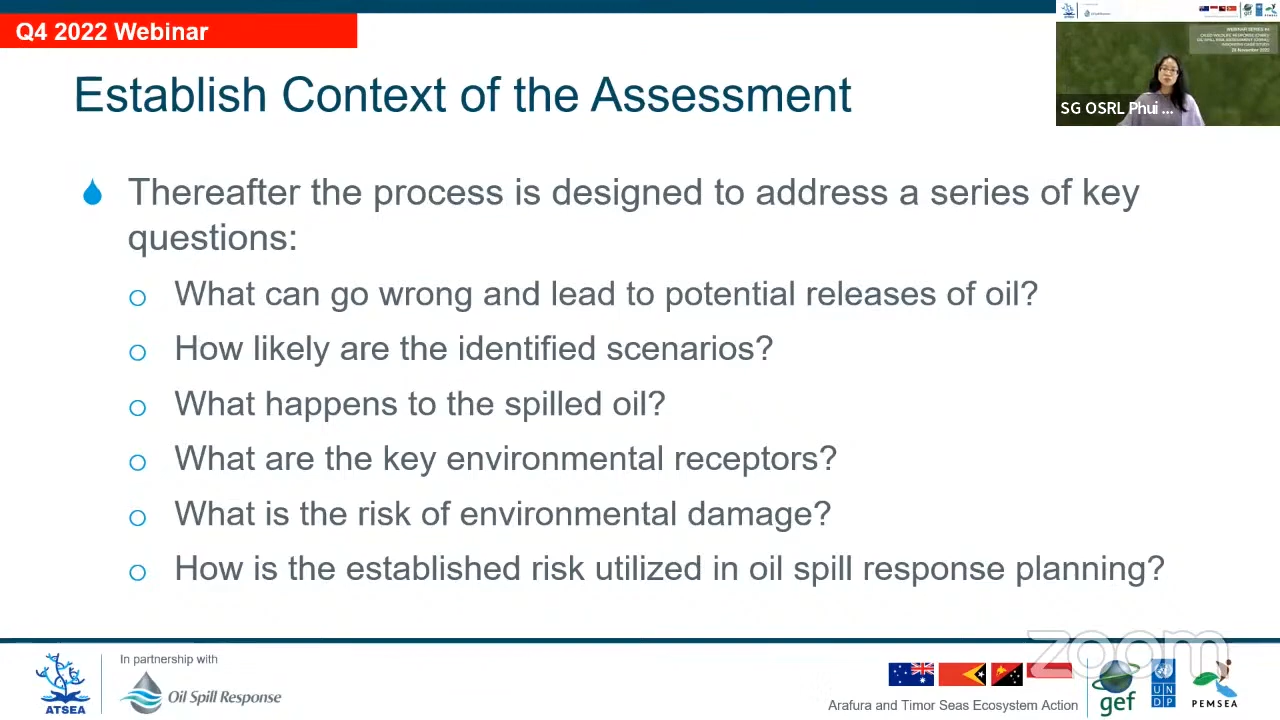 Q4 2022 Webinar
Establish Context of the Assessment
SG OSRL Phui ...
Thereafter the process is designed to address a series of key
questions:
o What can go wrong and lead to potential releases of oil?
o How likely are the identified scenarios?
o What happens to the spilled oil?
o What are the key environmental receptors?
o What is the risk of environmental damage?
o How is the established risk utilized in oil spill response planning?
zoom
ATSEA
In partnership with
Oil Spill Response
Arafura and Timor Seas Ecosystem Action
gef
U N
D P
PEMSEA